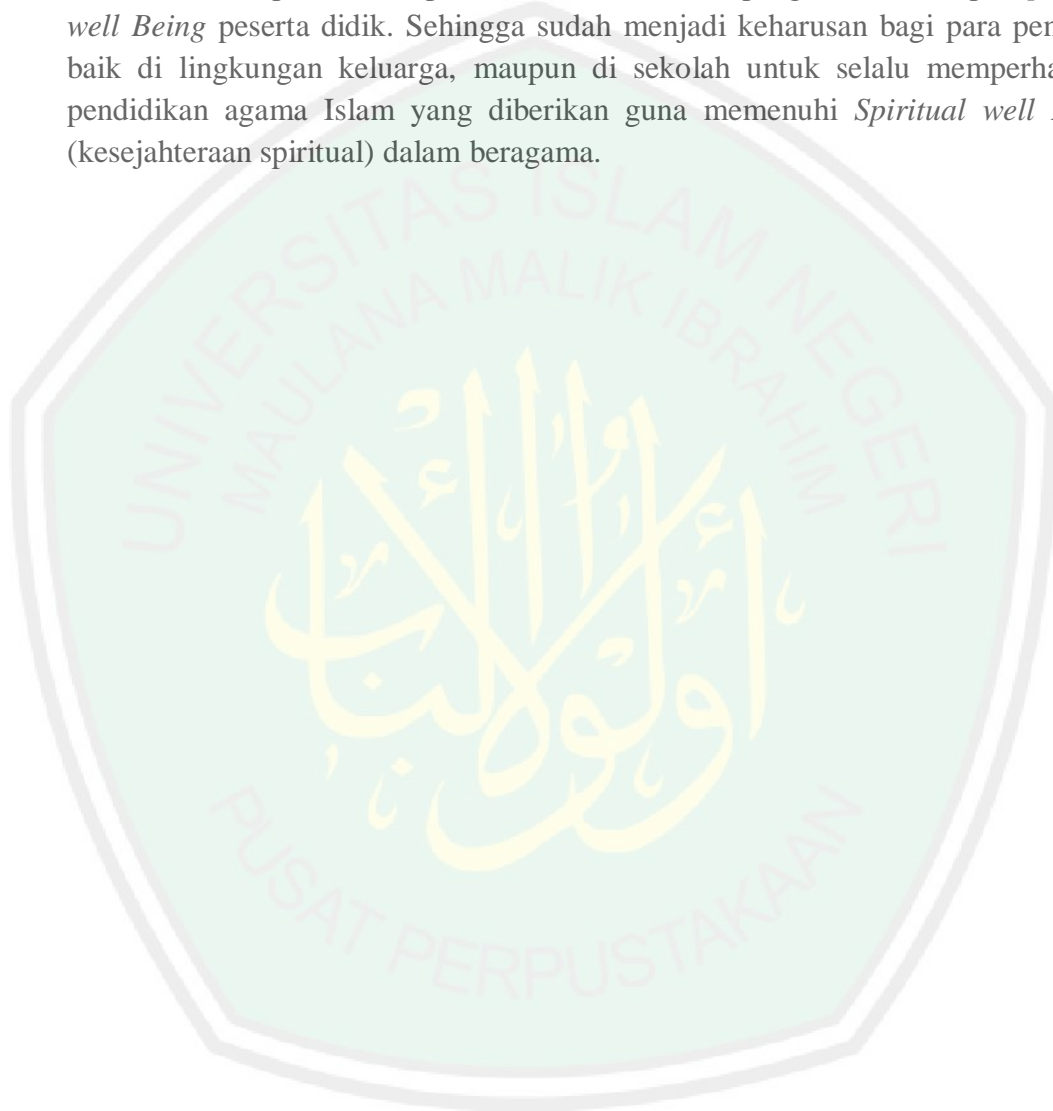 well Being peserta didik. Sehingga sudah menjadi keharusan bagi para
baik di lingkungan keluarga, maupun di sekolah untuk selalu
pendidikan agama Islam yang diberikan guna memenuhi Spiritual well
(kesejahteraan spiritual) dalam beragama.
UNIVERSITAS ISLAM NEGERI
MAULANA MALIK IBRAHIM
أولوا الألباب
PUSAT PERPUSTAKAAN